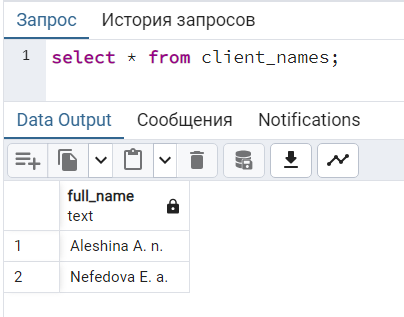 Запрос История запросов
1 select * from client_names;
Data Output Сообщения Notifications
full_name
text
1 Aleshina A. n.
2 Nefedova E. a.